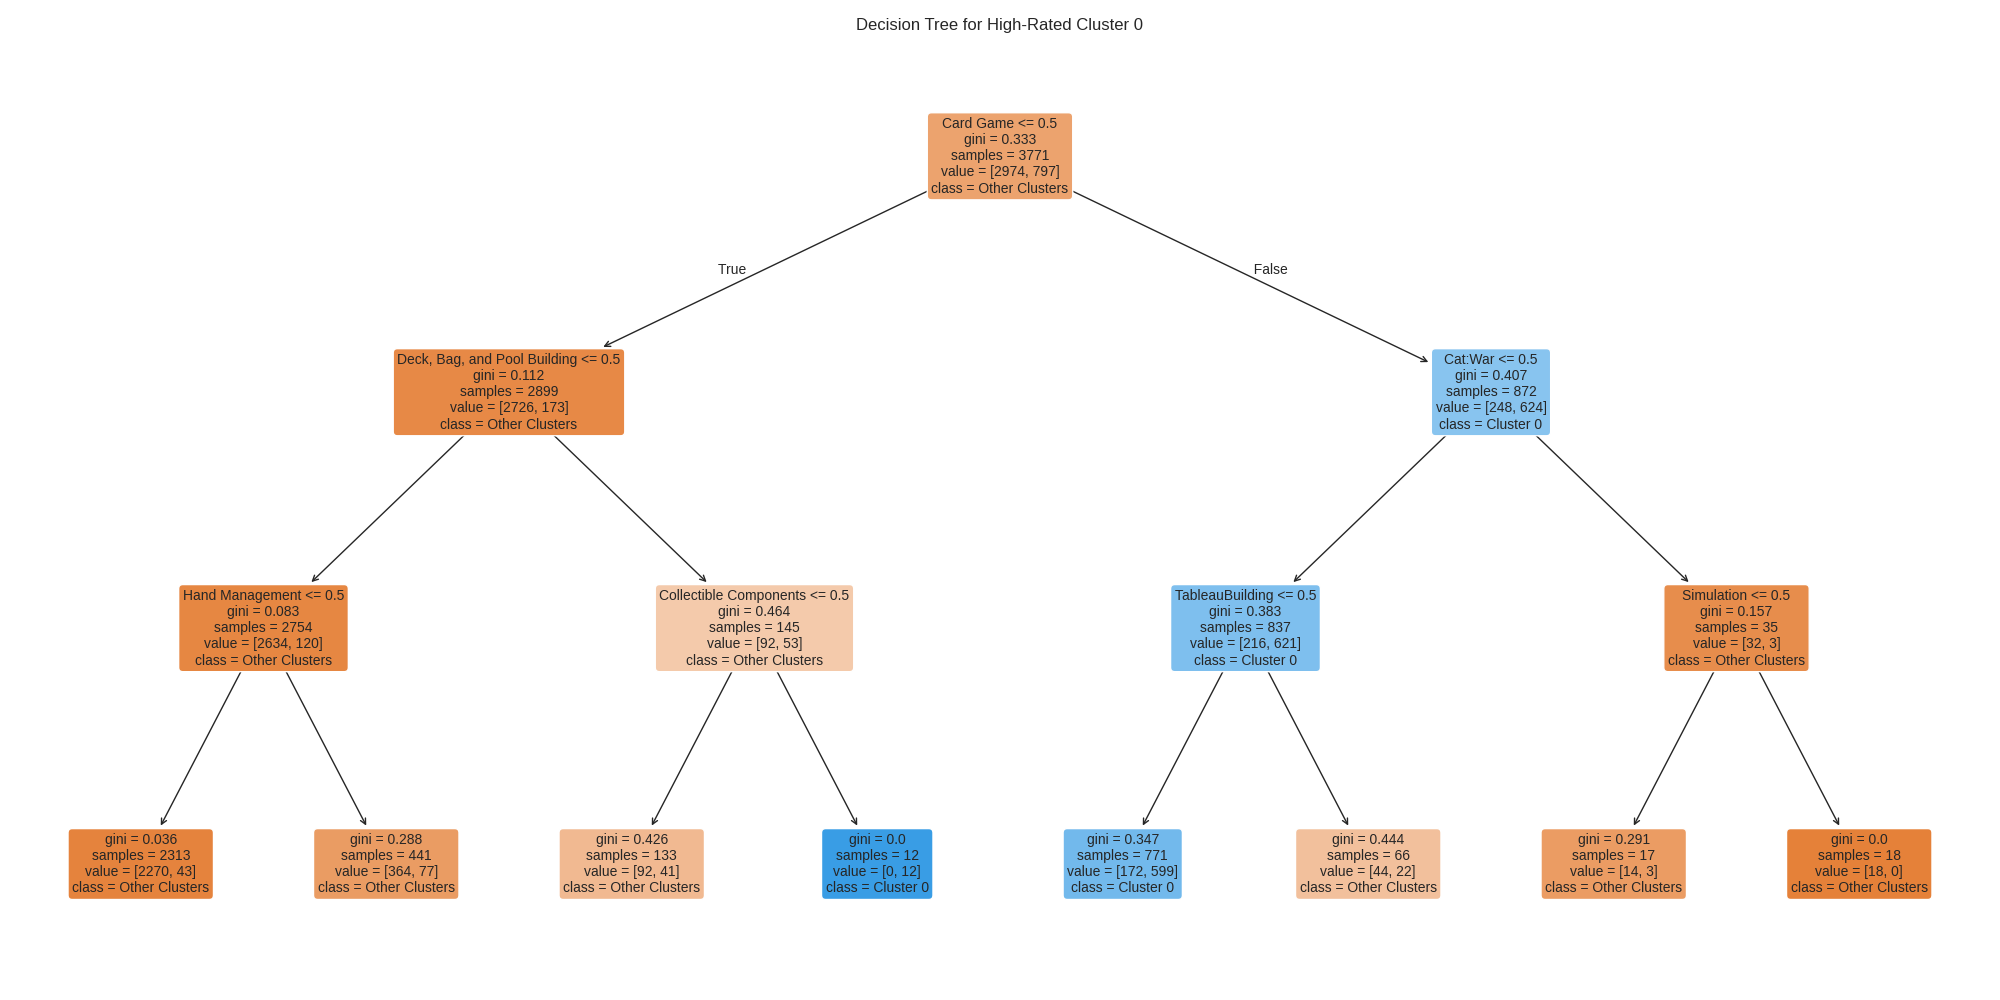 Decision Tree for High-Rated Cluster 0
Card Game <= 0.5
gini = 0.333
samples = 3771
value = [2974, 797]
class = Other Clusters
True
False
Deck, Bag, and Pool Building <= 0.5
gini = 0.112
samples = 2899
value = [2726, 173]
class = Other Clusters
Cat:War <= 0.5
gini = 0.407
samples = 872
value = [248, 624]
class = Cluster 0
Hand Management <= 0.5
gini = 0.083
samples = 2754
value = [2634, 120]
class = Other Clusters
Collectible Components <= 0.5
gini = 0.464
samples = 145
value = [92, 53]
class = Other Clusters
TableauBuilding <= 0.5
gini = 0.383
samples = 837
value = [216, 621]
class = Cluster 0
Simulation <= 0.5
gini = 0.157
samples = 35
value = [32, 3]
class = Other Clusters
gini = 0.036
samples = 2313
value = [2270, 43]
class = Other Clusters
gini = 0.288
samples = 441
value = [364, 77]
class = Other Clusters
gini = 0.426
samples = 133
value = [92, 41]
class = Other Clusters
gini = 0.0
samples = 12
value = [0, 12]
class = Cluster 0
gini = 0.347
samples = 771
value = [172, 599]
class = Cluster 0
gini = 0.444
samples = 66
value = [44, 22]
class = Other Clusters
gini = 0.291
samples = 17
value = [14, 3]
class = Other Clusters
gini = 0.0
samples = 18
value = [18, 0]
class = Other Clusters